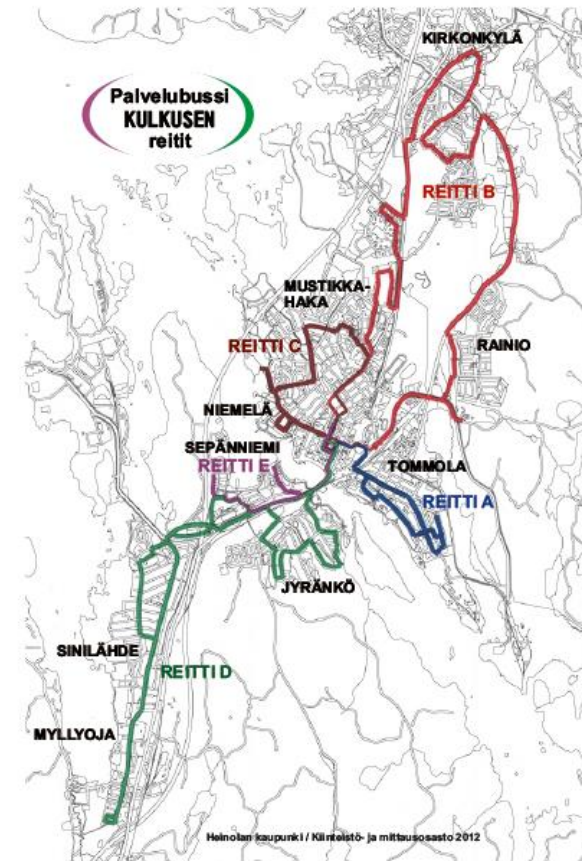 KIRKONKYLÄ
Palvelubussi
KULKUSEN
reitit
REITTI B
MUSTIKKA-
HAKA
REITTI C
RAINIO
NIEMELÄ
SEPÄNNIEMI
REITTI E
TOMMOLA
REITTI A
JYRÄNKÖ
SINILÄHDE
REITTI D
MYLLYOJA
Heinolan kaupunki / Kiinteistö- ja mittausosasto 2012